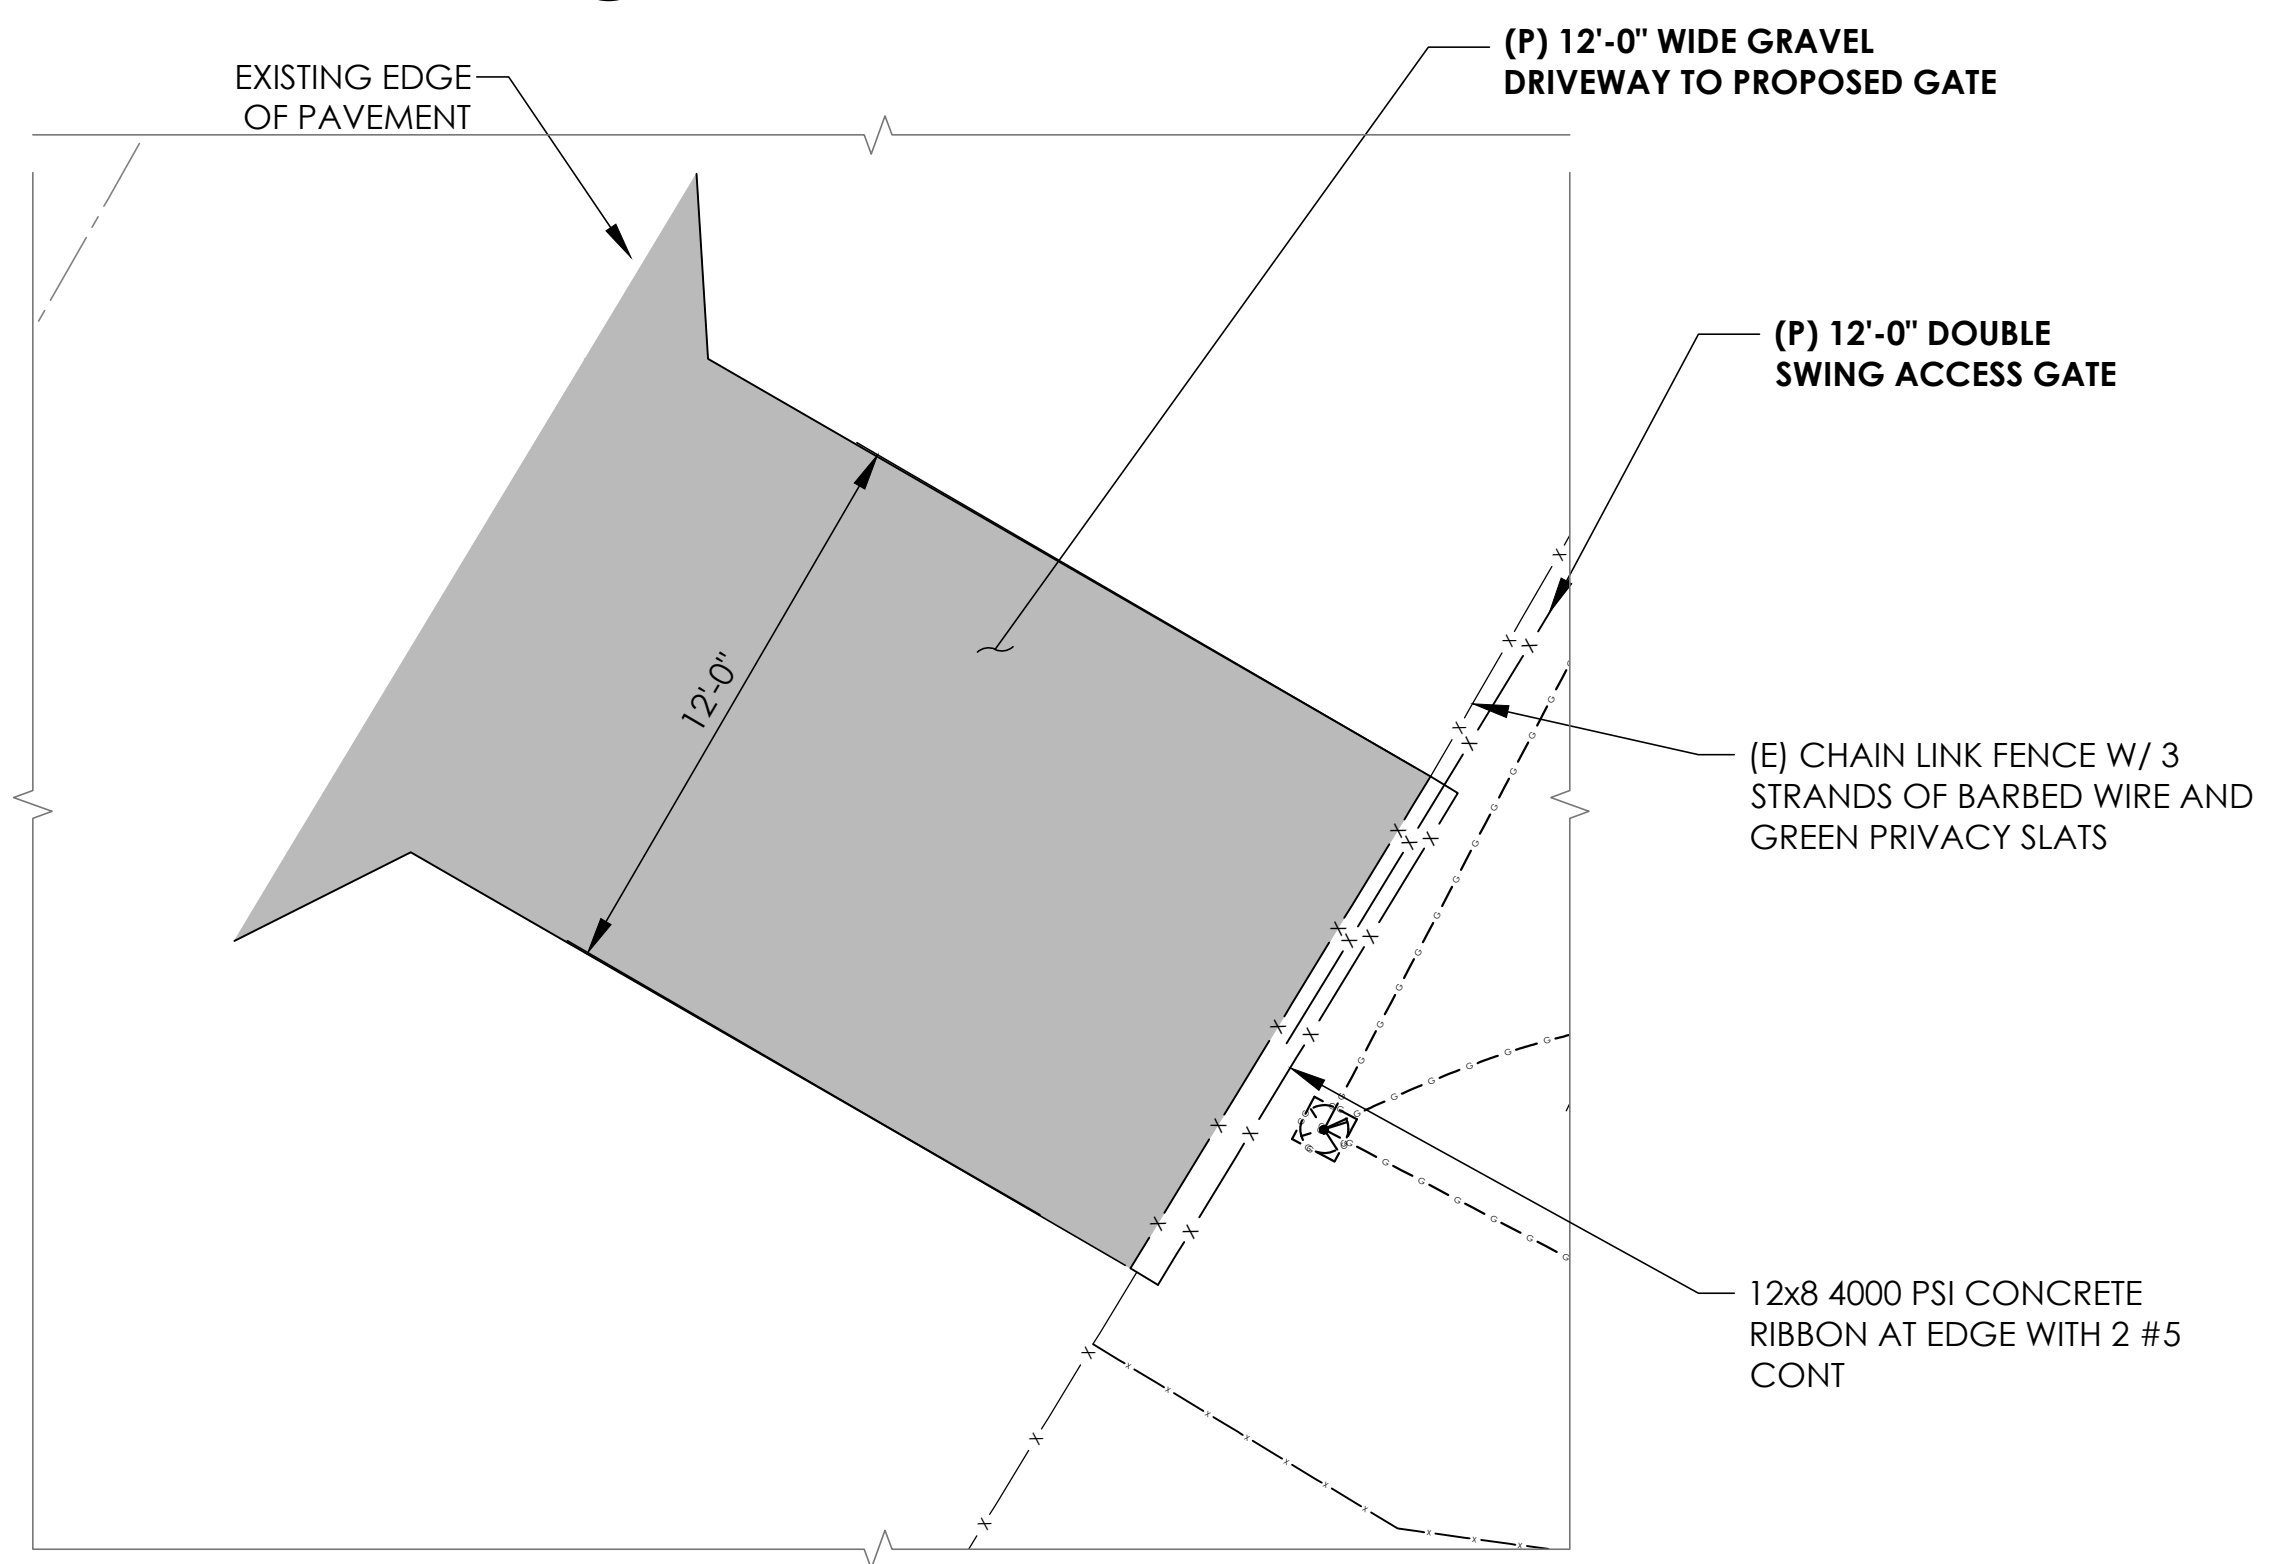 EXISTING EDGE
OF PAVEMENT
(P) 12'-0" WIDE GRAVEL
DRIVEWAY TO PROPOSED GATE
(P) 12'-0" DOUBLE
SWING ACCESS GATE
12'-0"
(E) CHAIN LINK FENCE W/ 3
STRANDS OF BARBED WIRE AND
GREEN PRIVACY SLATS
12x8 4000 PSI CONCRETE
RIBBON AT EDGE WITH 2 #5
CONT